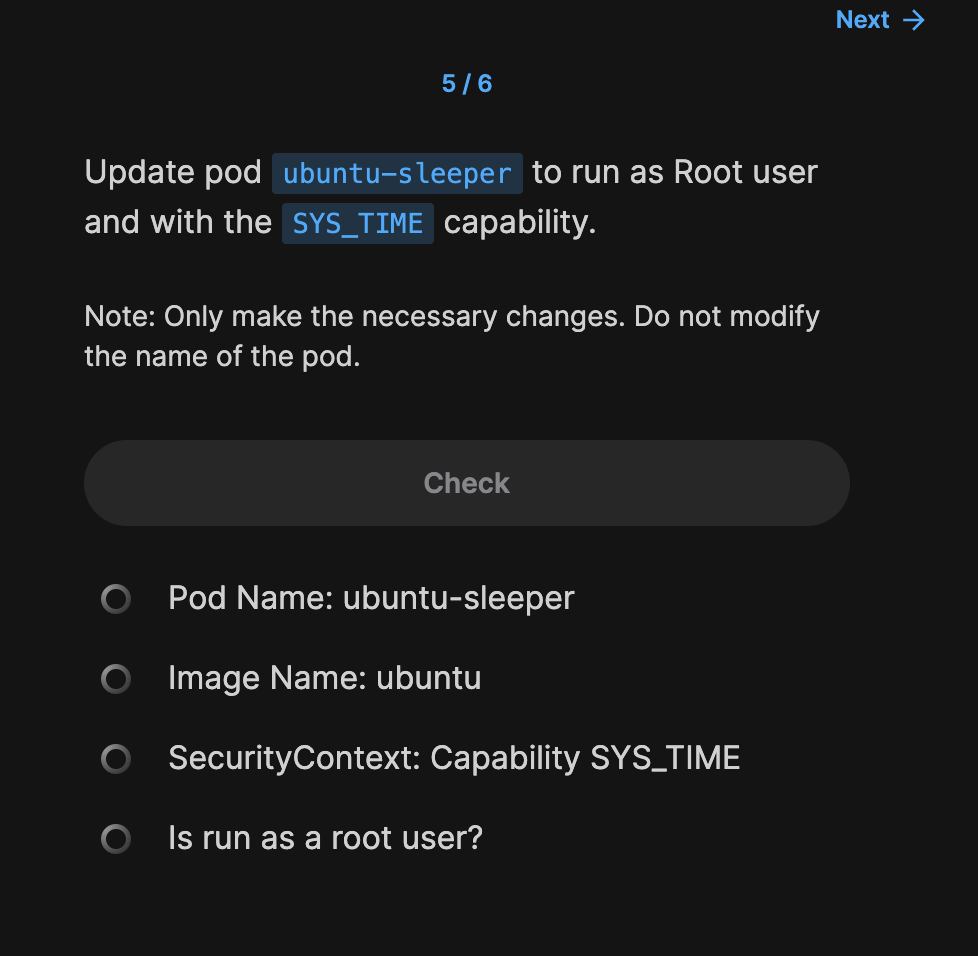 Next →
5 / 6
Update pod ubuntu-sleeper to run as Root user
and with the SYS_TIME capability.
Note: Only make the necessary changes. Do not modify
the name of the pod.
Check
Pod Name: ubuntu-sleeper
Image Name: ubuntu
SecurityContext: Capability SYS_TIME
Is run as a root user?